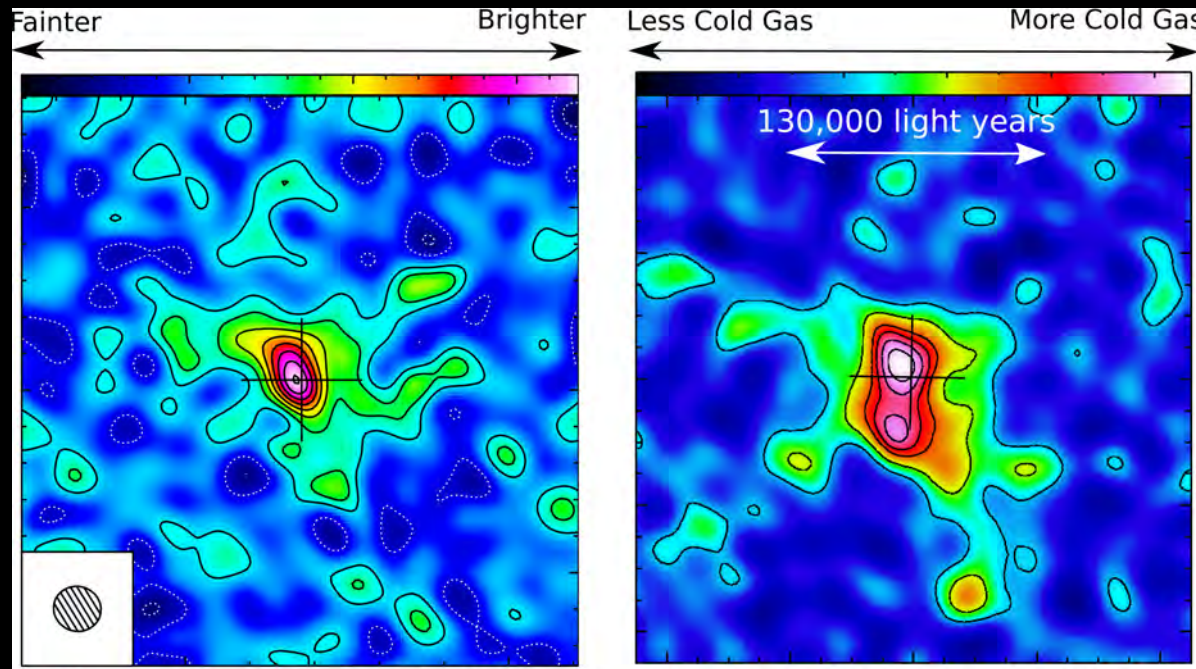 Fainter
Brighter
Less Cold Gas
More Cold Gas
130,000 light years